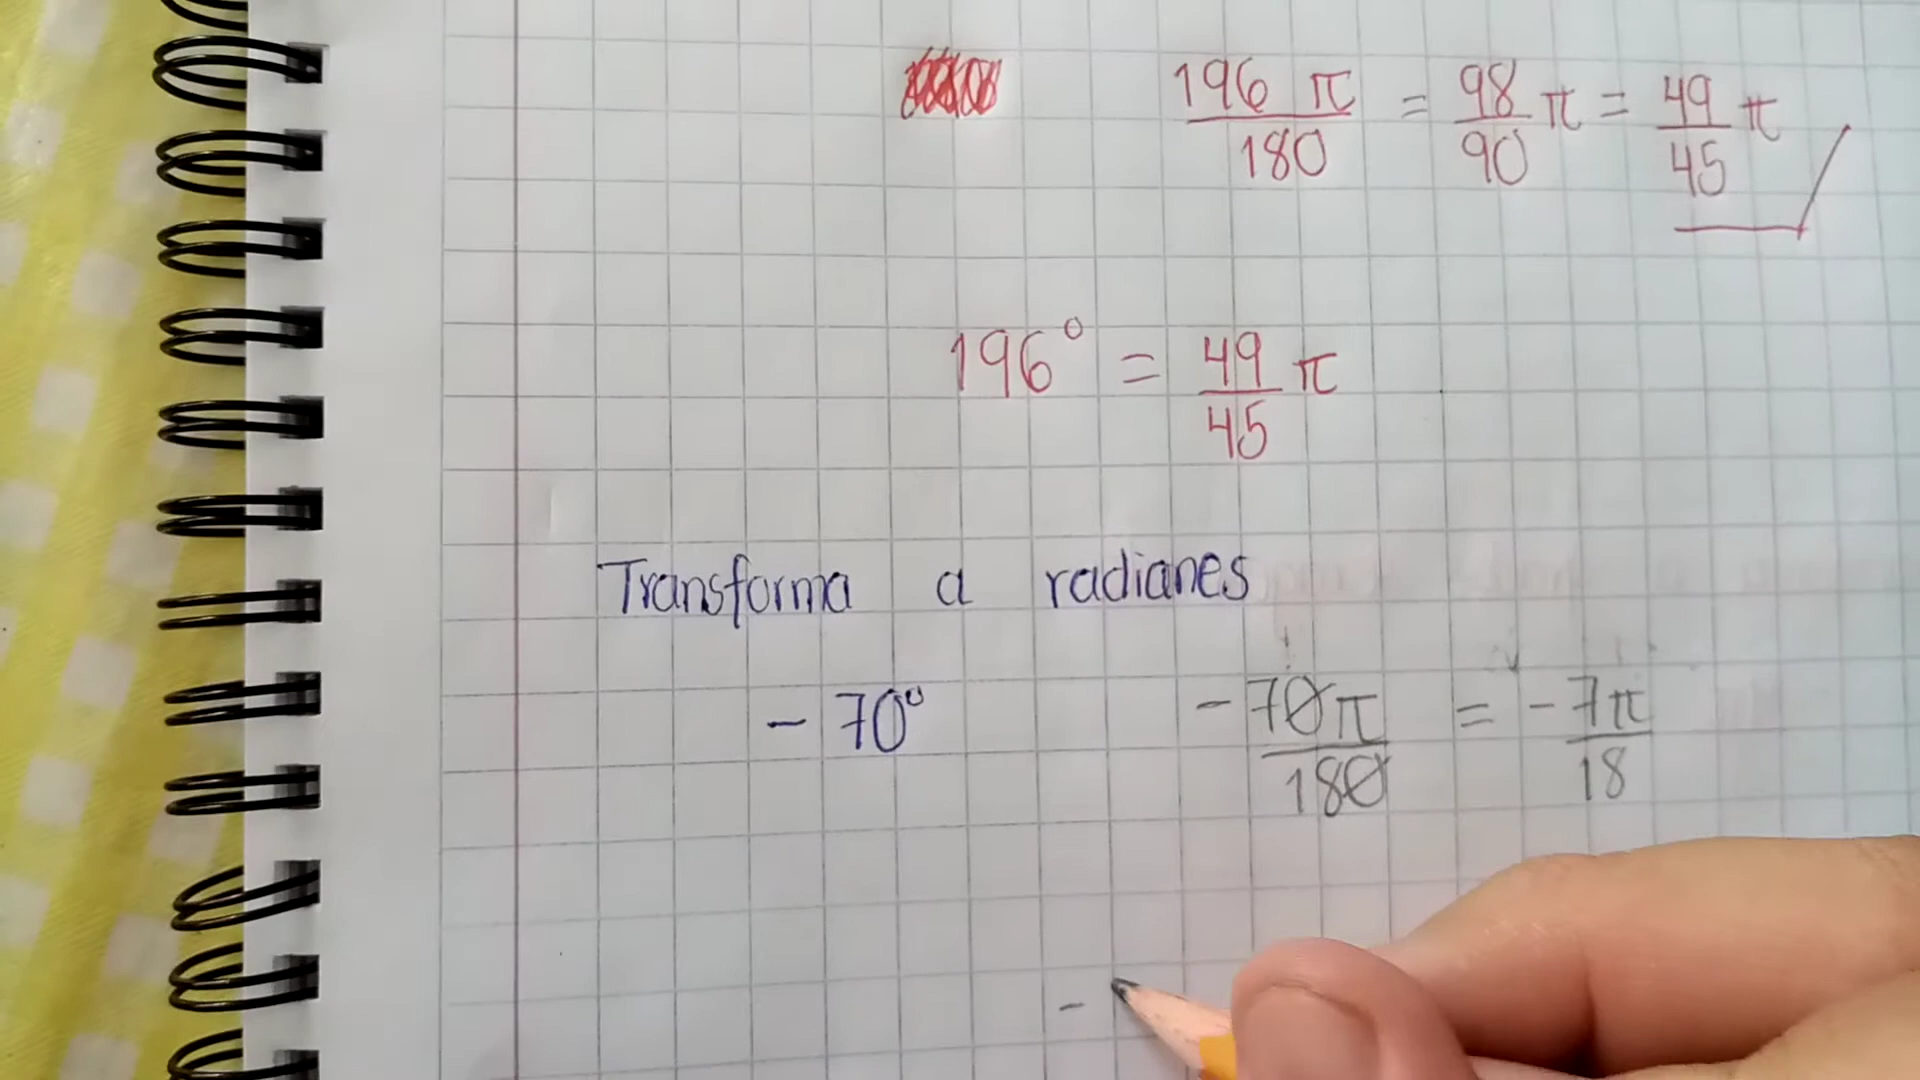 196 π / 180 = 98/90 π = 49/45 π
196° = 49/45 π
Transforma a radianes
- 70° - 70π/180 = - 7π/18
-